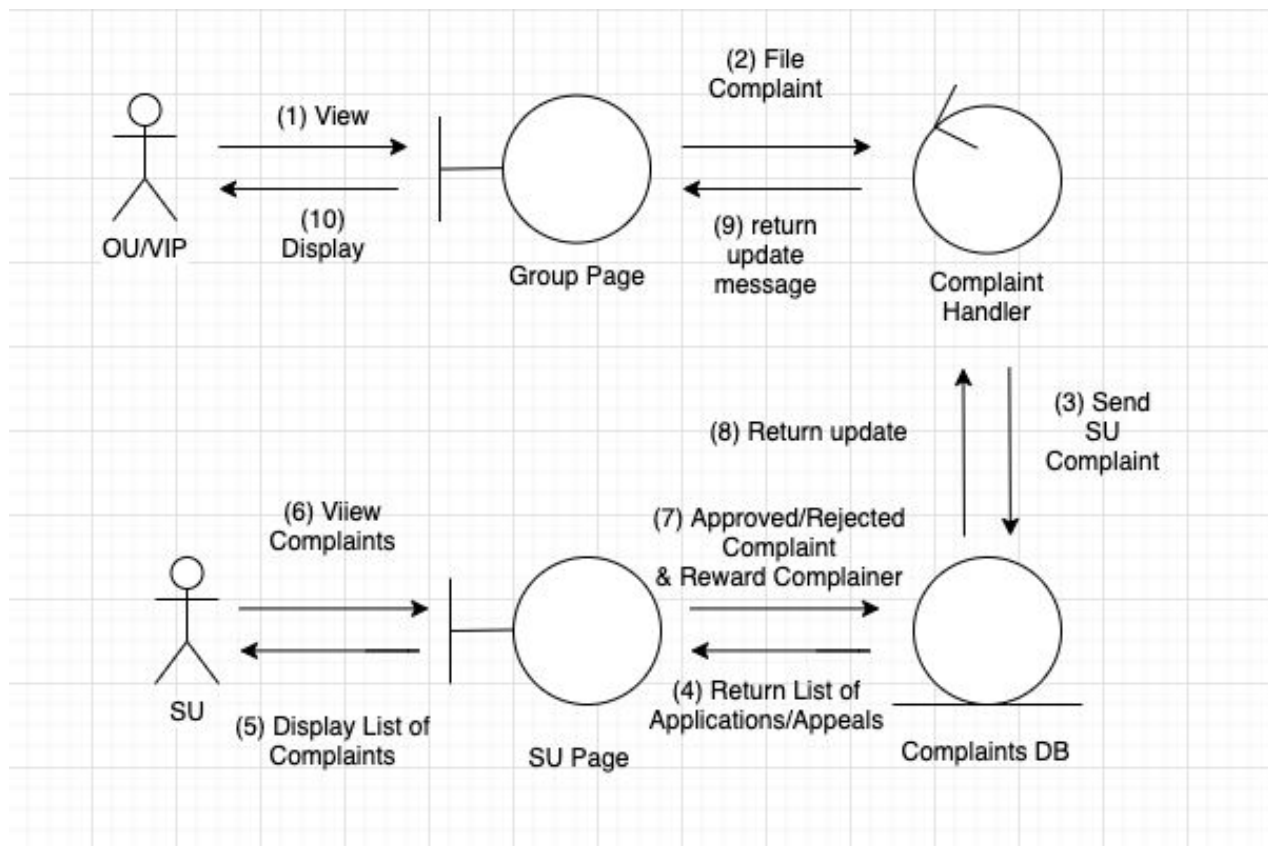 (2) File
Complaint
(1) View
(10)
Display
OU/VIP
Group Page
(9) return
update
message
Complaint
Handler
(8) Return update
(3) Send
SU
Complaint
(6) Viiew
Complaints
(7) Approved/Rejected
Complaint
& Reward Complainer
SU
(5) Display List of
Complaints
SU Page
(4) Return List of
Applications/Appeals
Complaints DB